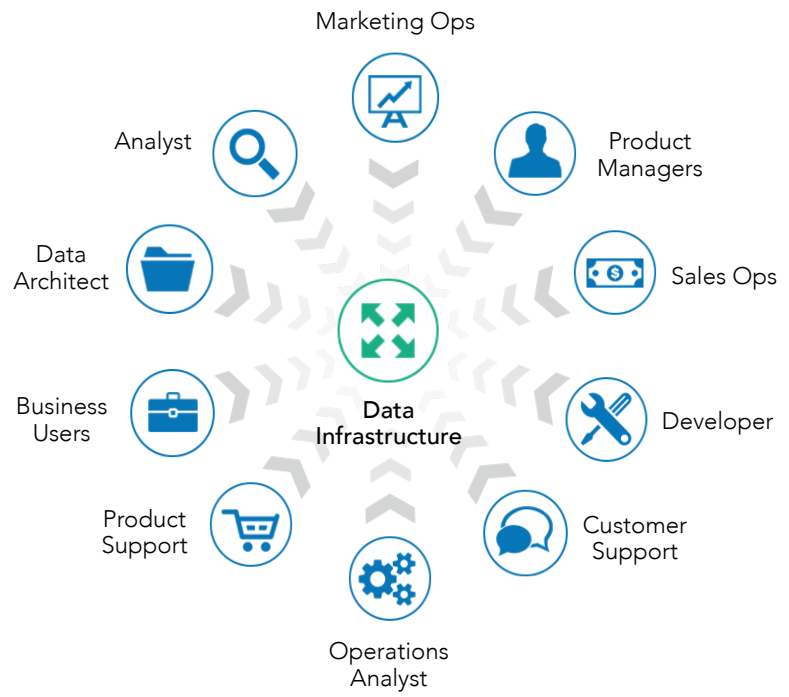 Marketing Ops
Analyst
Product
Managers
Data
Architect
Sales Ops
Data
Infrastructure
Business
Users
Developer
Product
Support
Customer
Support
Operations
Analyst
$